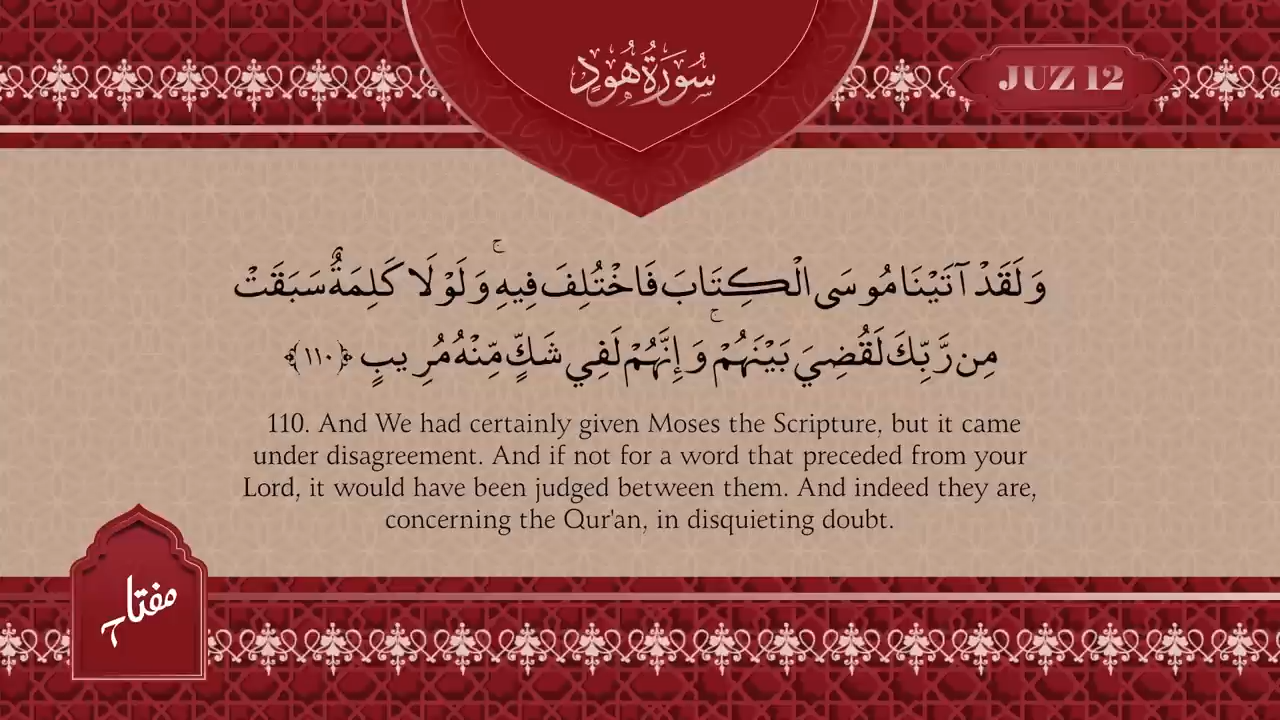 سُورَةُ هُودٍ
JUZ 12
وَلَقَدْ آتَيْنَا مُوسَى الْكِتَابَ فَاخْتُلِفَ فِيهِ ۚ وَلَوْلَا كَلِمَةٌ سَبَقَتْ
مِن رَّبِّكَ لَقُضِيَ بَيْنَهُمْ ۚ وَإِنَّهُمْ لَفِي شَكٍّ مِّنْهُ مُرِيبٍ ﴿١١٠﴾
110. And We had certainly given Moses the Scripture, but it came
under disagreement. And if not for a word that preceded from your
Lord, it would have been judged between them. And indeed they are,
concerning the Qur'an, in disquieting doubt.
مفتاح